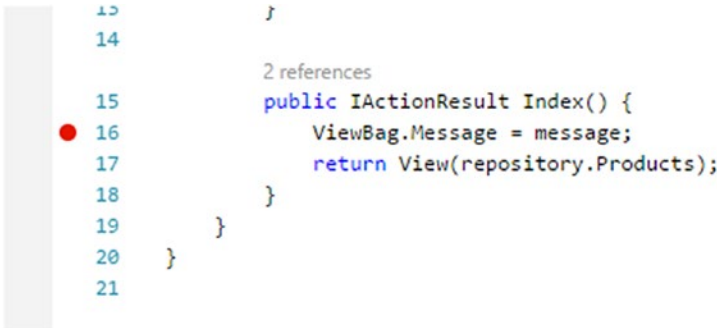 13 }
14
2 references
15 public IActionResult Index() {
16 ViewBag.Message = message;
17 return View(repository.Products);
18 }
19 }
20 }
21